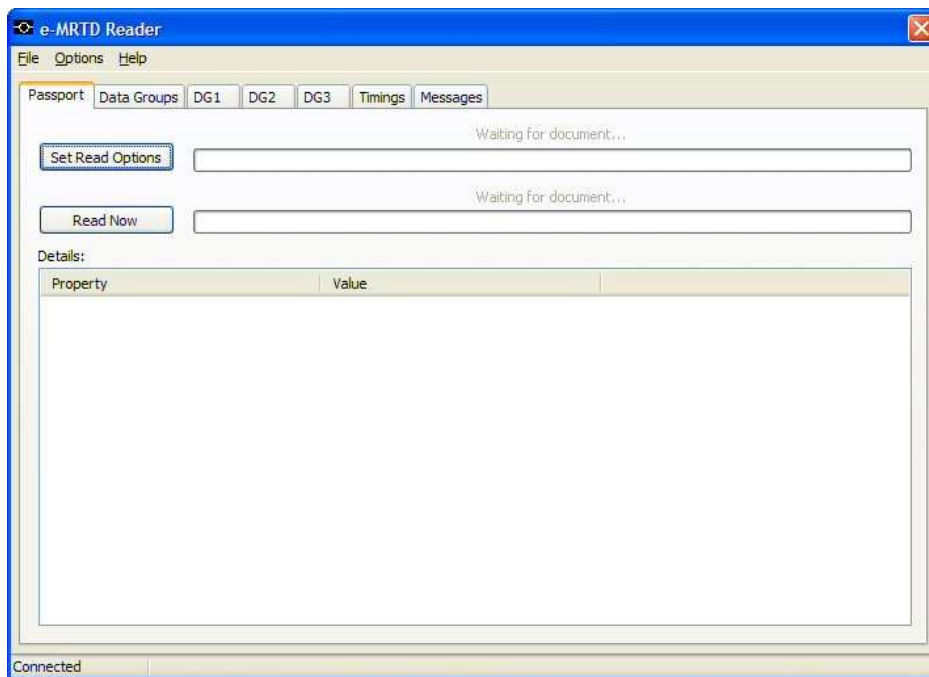 e-MRTD Reader
File Options Help
Passport Data Groups DG1 DG2 DG3 Timings Messages
Waiting for document...
Set Read Options
Waiting for document...
Read Now
Details:
Property Value
Connected